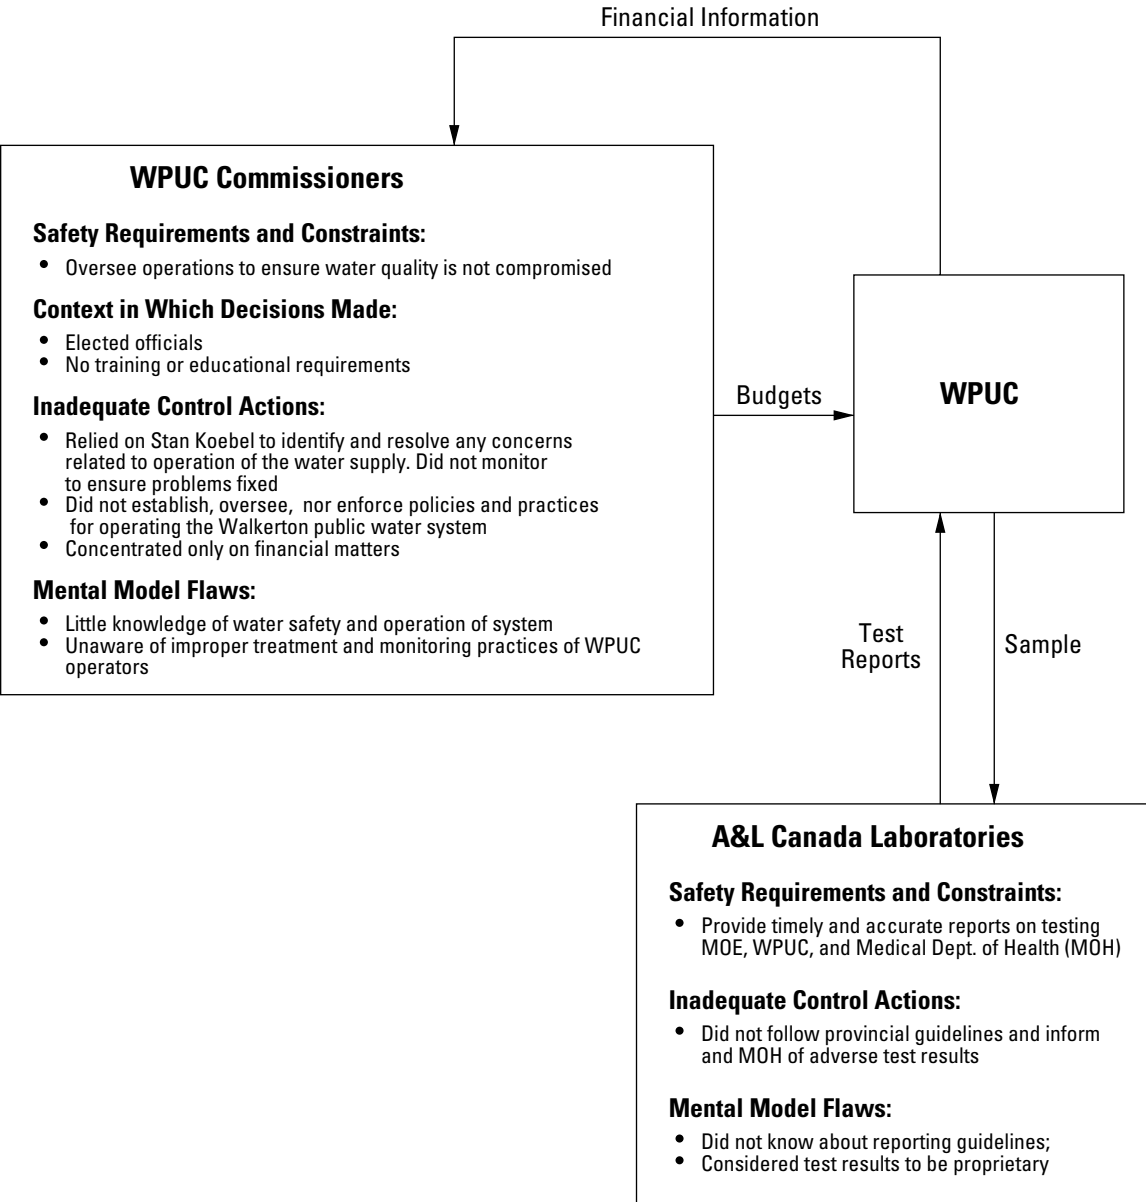 Financial Information
WPUC Commissioners
Safety Requirements and Constraints:
• Oversee operations to ensure water quality is not compromised
Context in Which Decisions Made:
• Elected officials
• No training or educational requirements
Inadequate Control Actions:
• Relied on Stan Koebel to identify and resolve any concerns
related to operation of the water supply. Did not monitor
to ensure problems fixed
• Did not establish, oversee, nor enforce policies and practices
for operating the Walkerton public water system
• Concentrated only on financial matters
Mental Model Flaws:
• Little knowledge of water safety and operation of system
• Unaware of improper treatment and monitoring practices of WPUC
operators
Budgets
WPUC
Test
Reports
Sample
A&L Canada Laboratories
Safety Requirements and Constraints:
• Provide timely and accurate reports on testing
MOE, WPUC, and Medical Dept. of Health (MOH)
Inadequate Control Actions:
• Did not follow provincial guidelines and inform
and MOH of adverse test results
Mental Model Flaws:
• Did not know about reporting guidelines;
• Considered test results to be proprietary